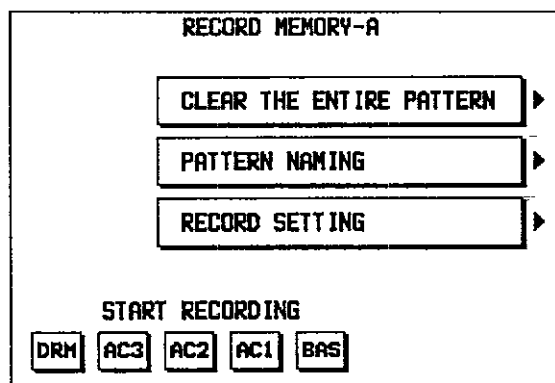 RECORD MEMORY-A
CLEAR THE ENTIRE PATTERN
PATTERN NAMING
RECORD SETTING
START RECORDING
DRM AC3 AC2 AC1 BAS